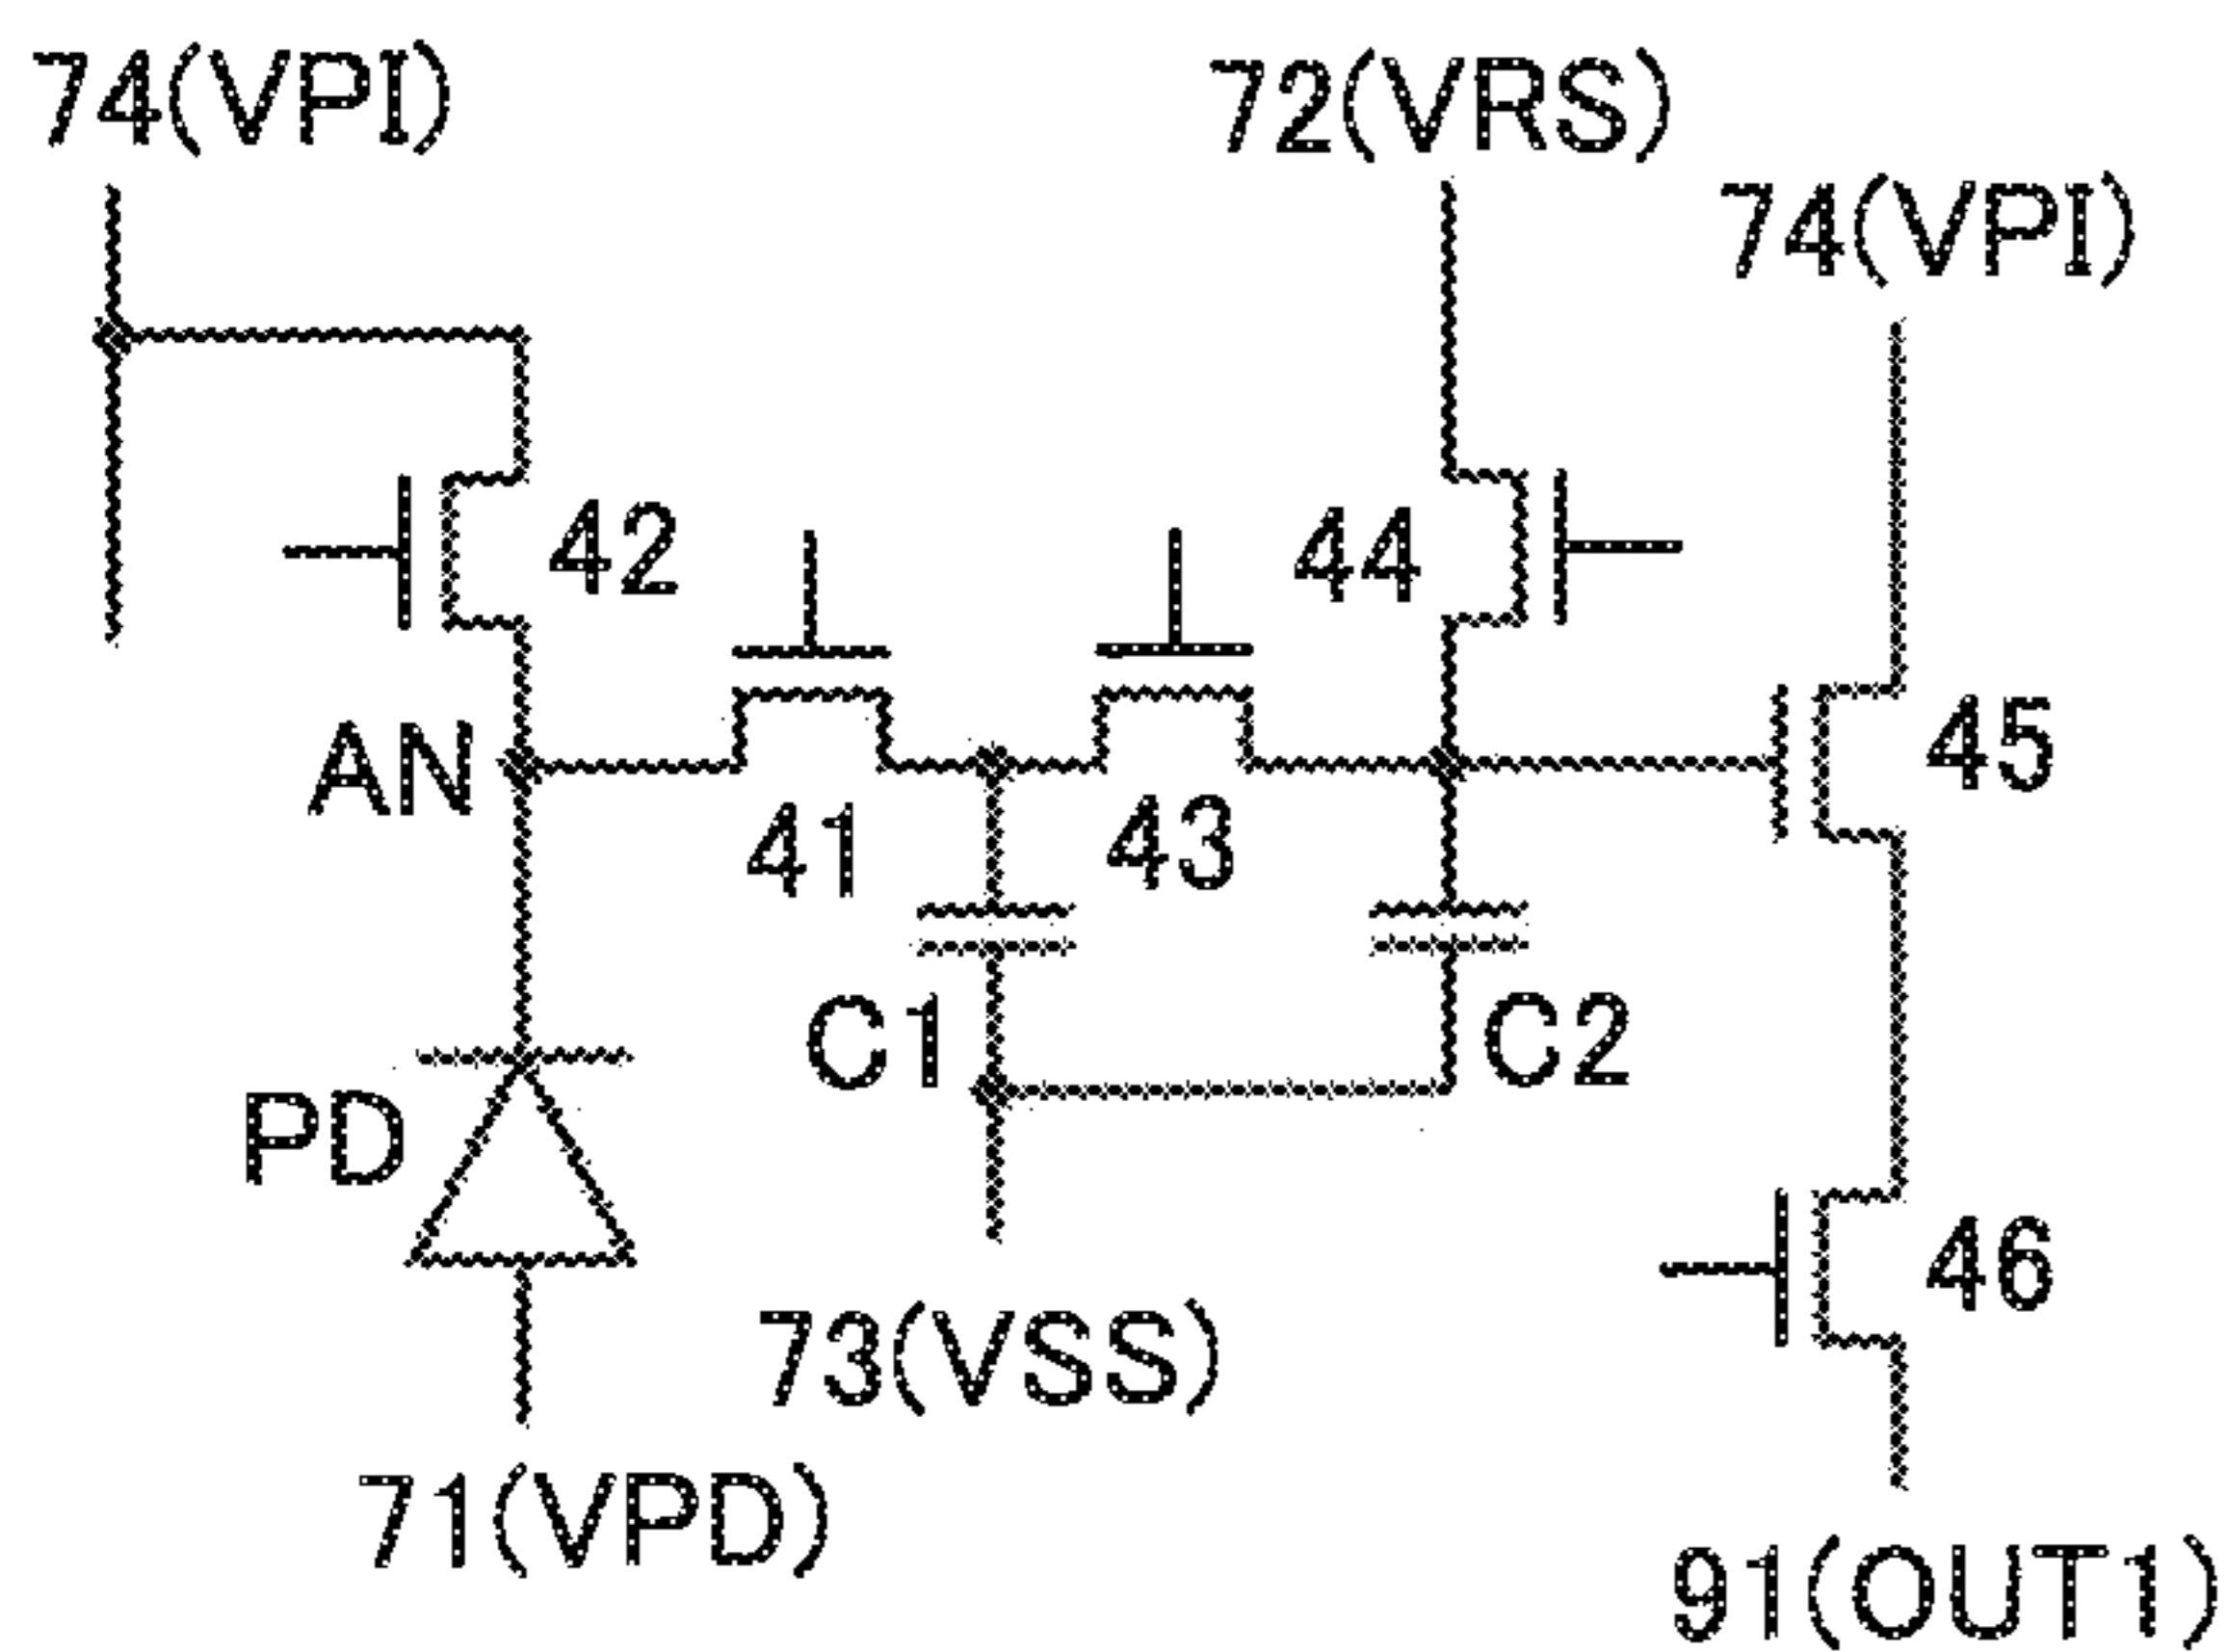 74(VPI)
72(VRS)
74(VPI)
42
44
AN
41
43
45
C1
C2
PD
46
73(VSS)
71(VPD)
91(OUT1)